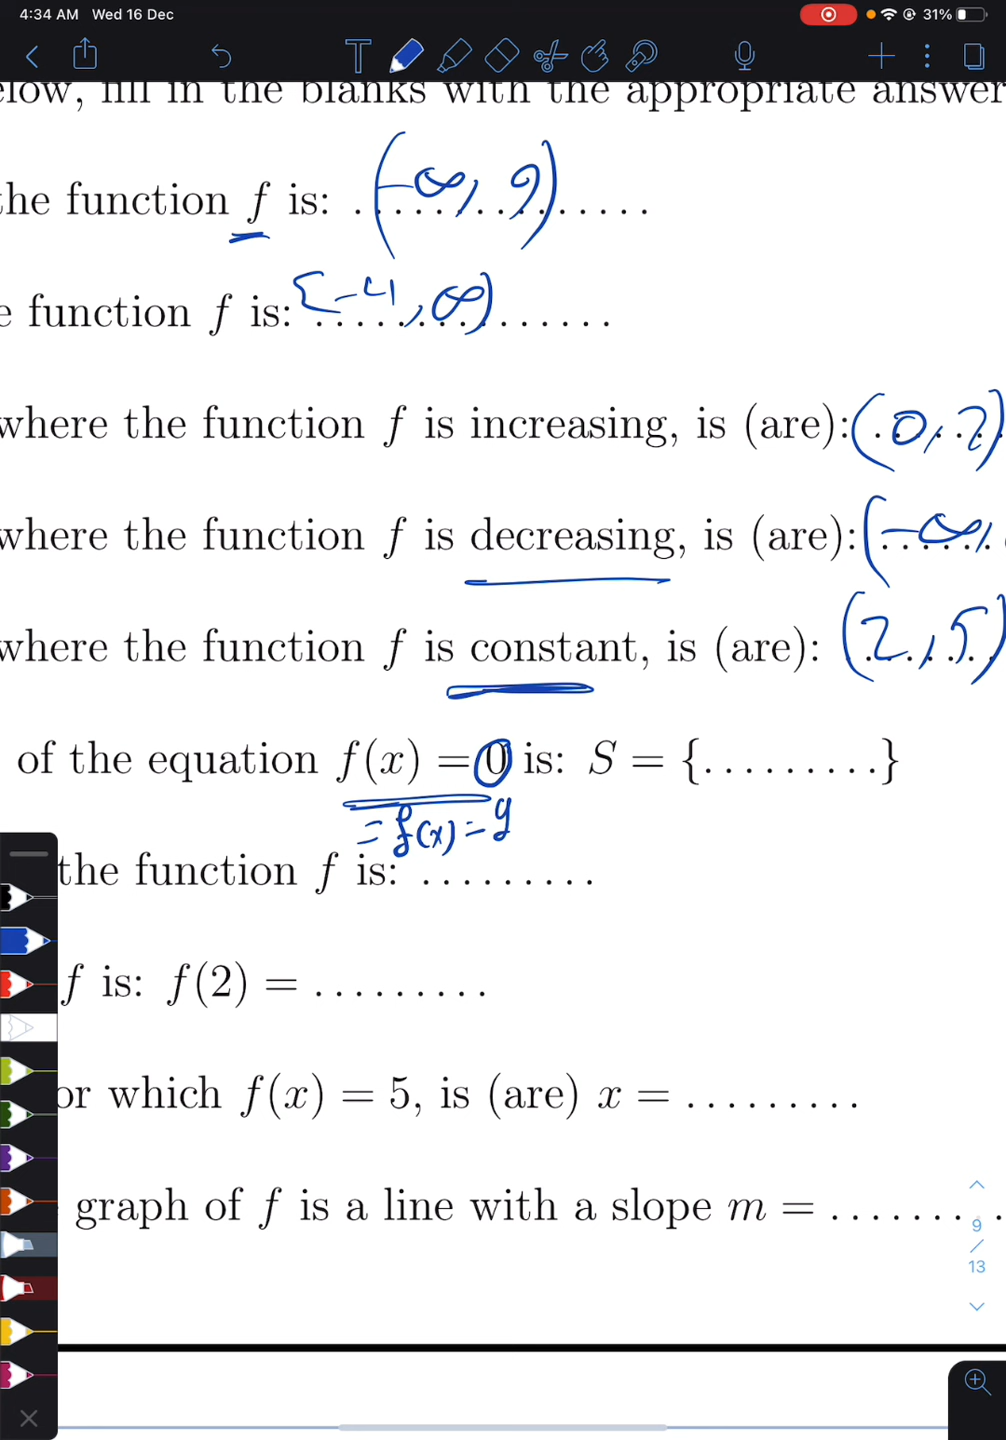 4:34 AM Wed 16 Dec 31%
elow, fill in the blanks with the appropriate answer
the function f is: (-∞, 9)
e function f is: [-4, ∞)
where the function f is increasing, is (are): (0, 2)
where the function f is decreasing, is (are): (-∞,
where the function f is constant, is (are): (2, 5)
of the equation f(x) = 0 is: S = {.........}
= f(x) = y
the function f is: .........
f is: f(2) = .........
or which f(x) = 5, is (are) x = .........
graph of f is a line with a slope m = ........
9
/
13